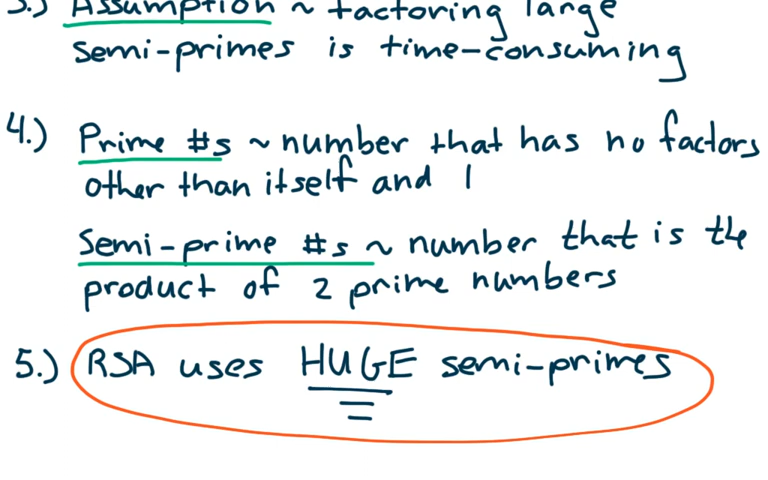 3.) Assumption ~ factoring large
semi-primes is time-consuming
4.) Prime #s ~ number that has no factors
other than itself and 1
Semi-prime #s ~ number that is the
product of 2 prime numbers
5.) RSA uses HUGE semi-primes